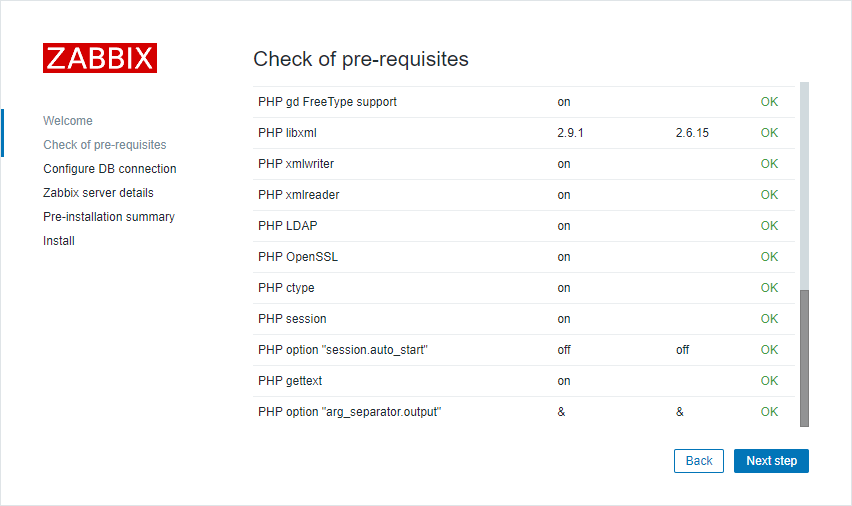 ZABBIX
Check of pre-requisites
Welcome
Check of pre-requisites
Configure DB connection
Zabbix server details
Pre-installation summary
Install
PHP gd FreeType support on OK
PHP libxml 2.9.1 2.6.15 OK
PHP xmlwriter on OK
PHP xmlreader on OK
PHP LDAP on OK
PHP OpenSSL on OK
PHP ctype on OK
PHP session on OK
PHP option "session.auto_start" off off OK
PHP gettext on OK
PHP option "arg_separator.output" & & OK
Back Next step